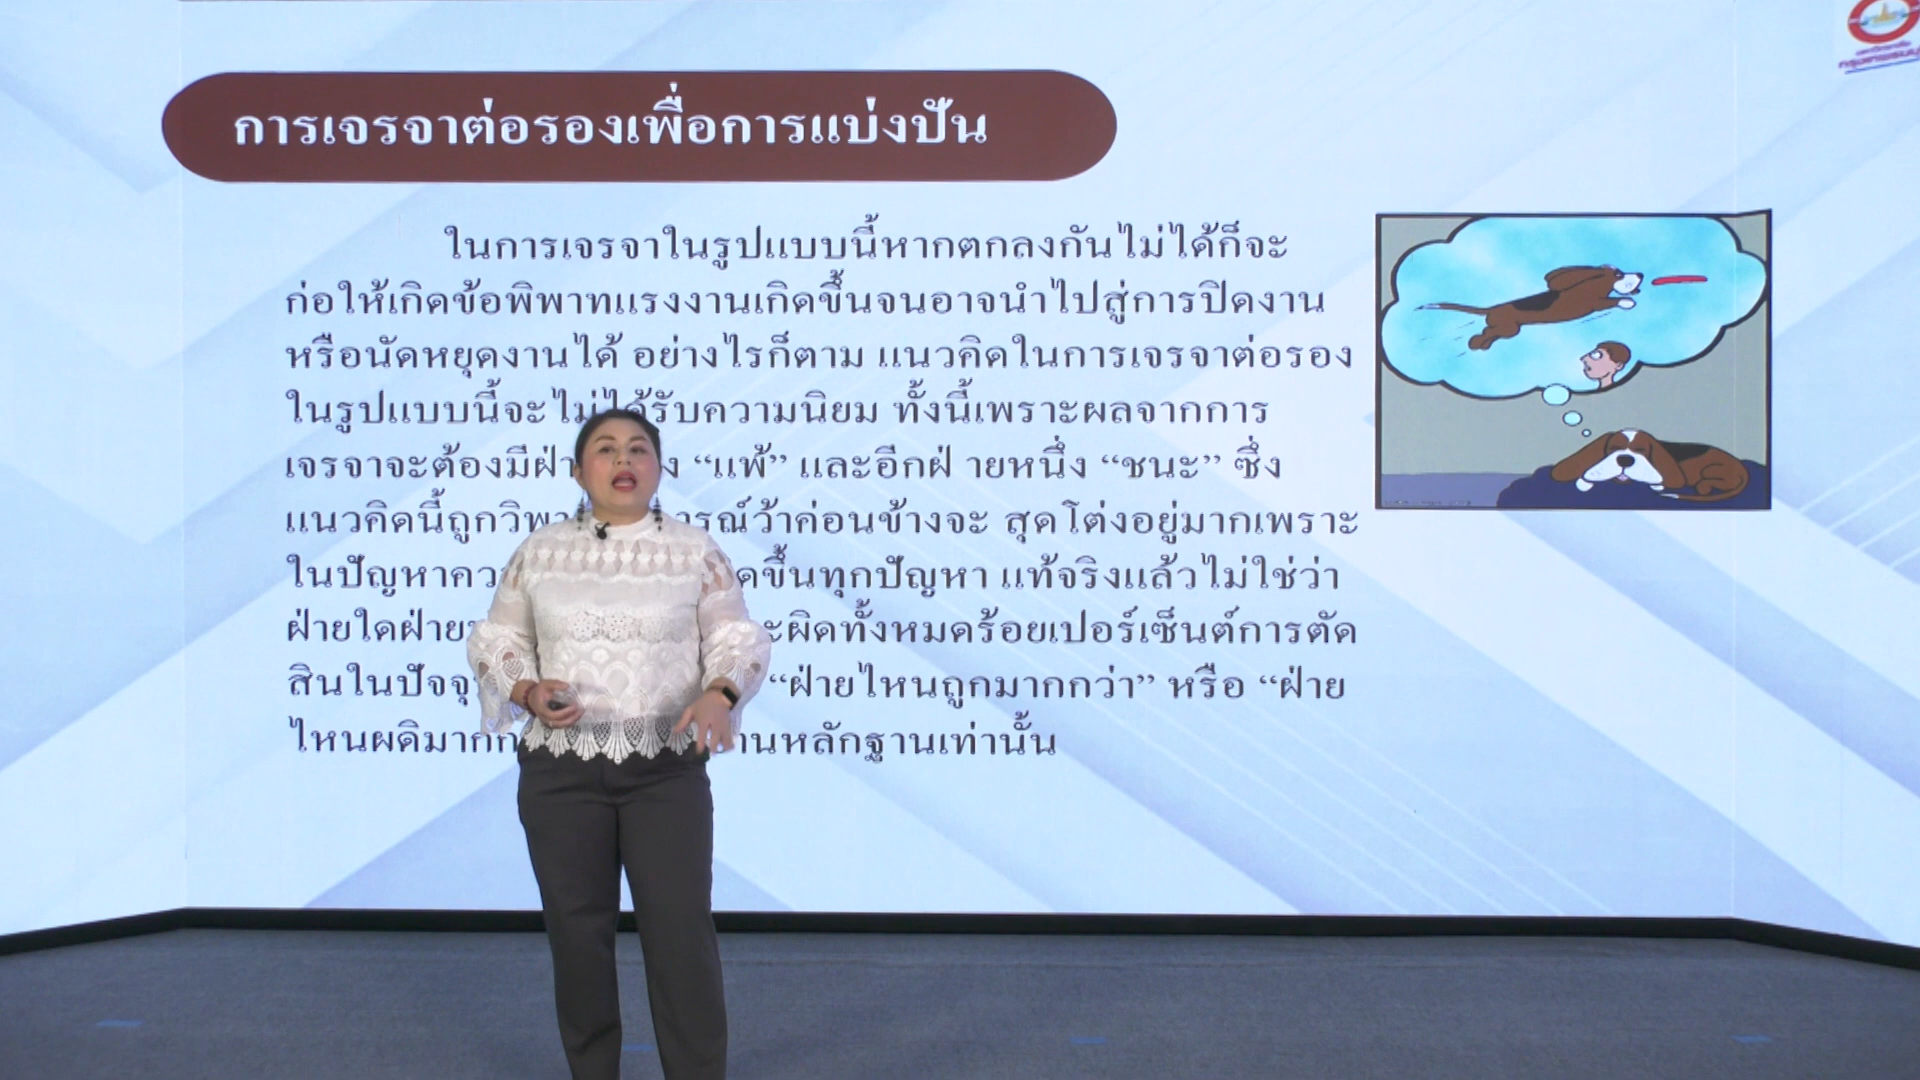 การเจรจาต่อรองเพื่อการแบ่งปัน
ในการเจรจาในรูปแบบนี้หากตกลงกันไม่ได้ก็จะ
ก่อให้เกิดข้อพิพาทแรงงานเกิดขึ้นจนอาจนำไปสู่การปิดงาน
หรือนัดหยุดงานได้ อย่างไรก็ตาม แนวคิดในการเจรจาต่อรอง
ในรูปแบบนี้จะไม่ได้รับความนิยม ทั้งนี้เพราะผลจากการ
เจรจาจะต้องมี “แพ้” และอีกฝ่ ายหนึ่ง “ชนะ” ซึ่ง
แนวคิดนี้ถูก ว้าค่อนข้างจะ สุดโต่งอยู่มากเพราะ
ในปัญหา ขึ้นทุกปัญหา แท้จริงแล้วไม่ใช่ว่า
ฝ่ายใดฝ่าย ผิดทั้งหมดร้อยเปอร์เซ็นต์การตัด
สินใน “ฝ่ายไหนถูกมากกว่า” หรือ “ฝ่าย
ไหนผดิมาก หลักฐานเท่านั้น